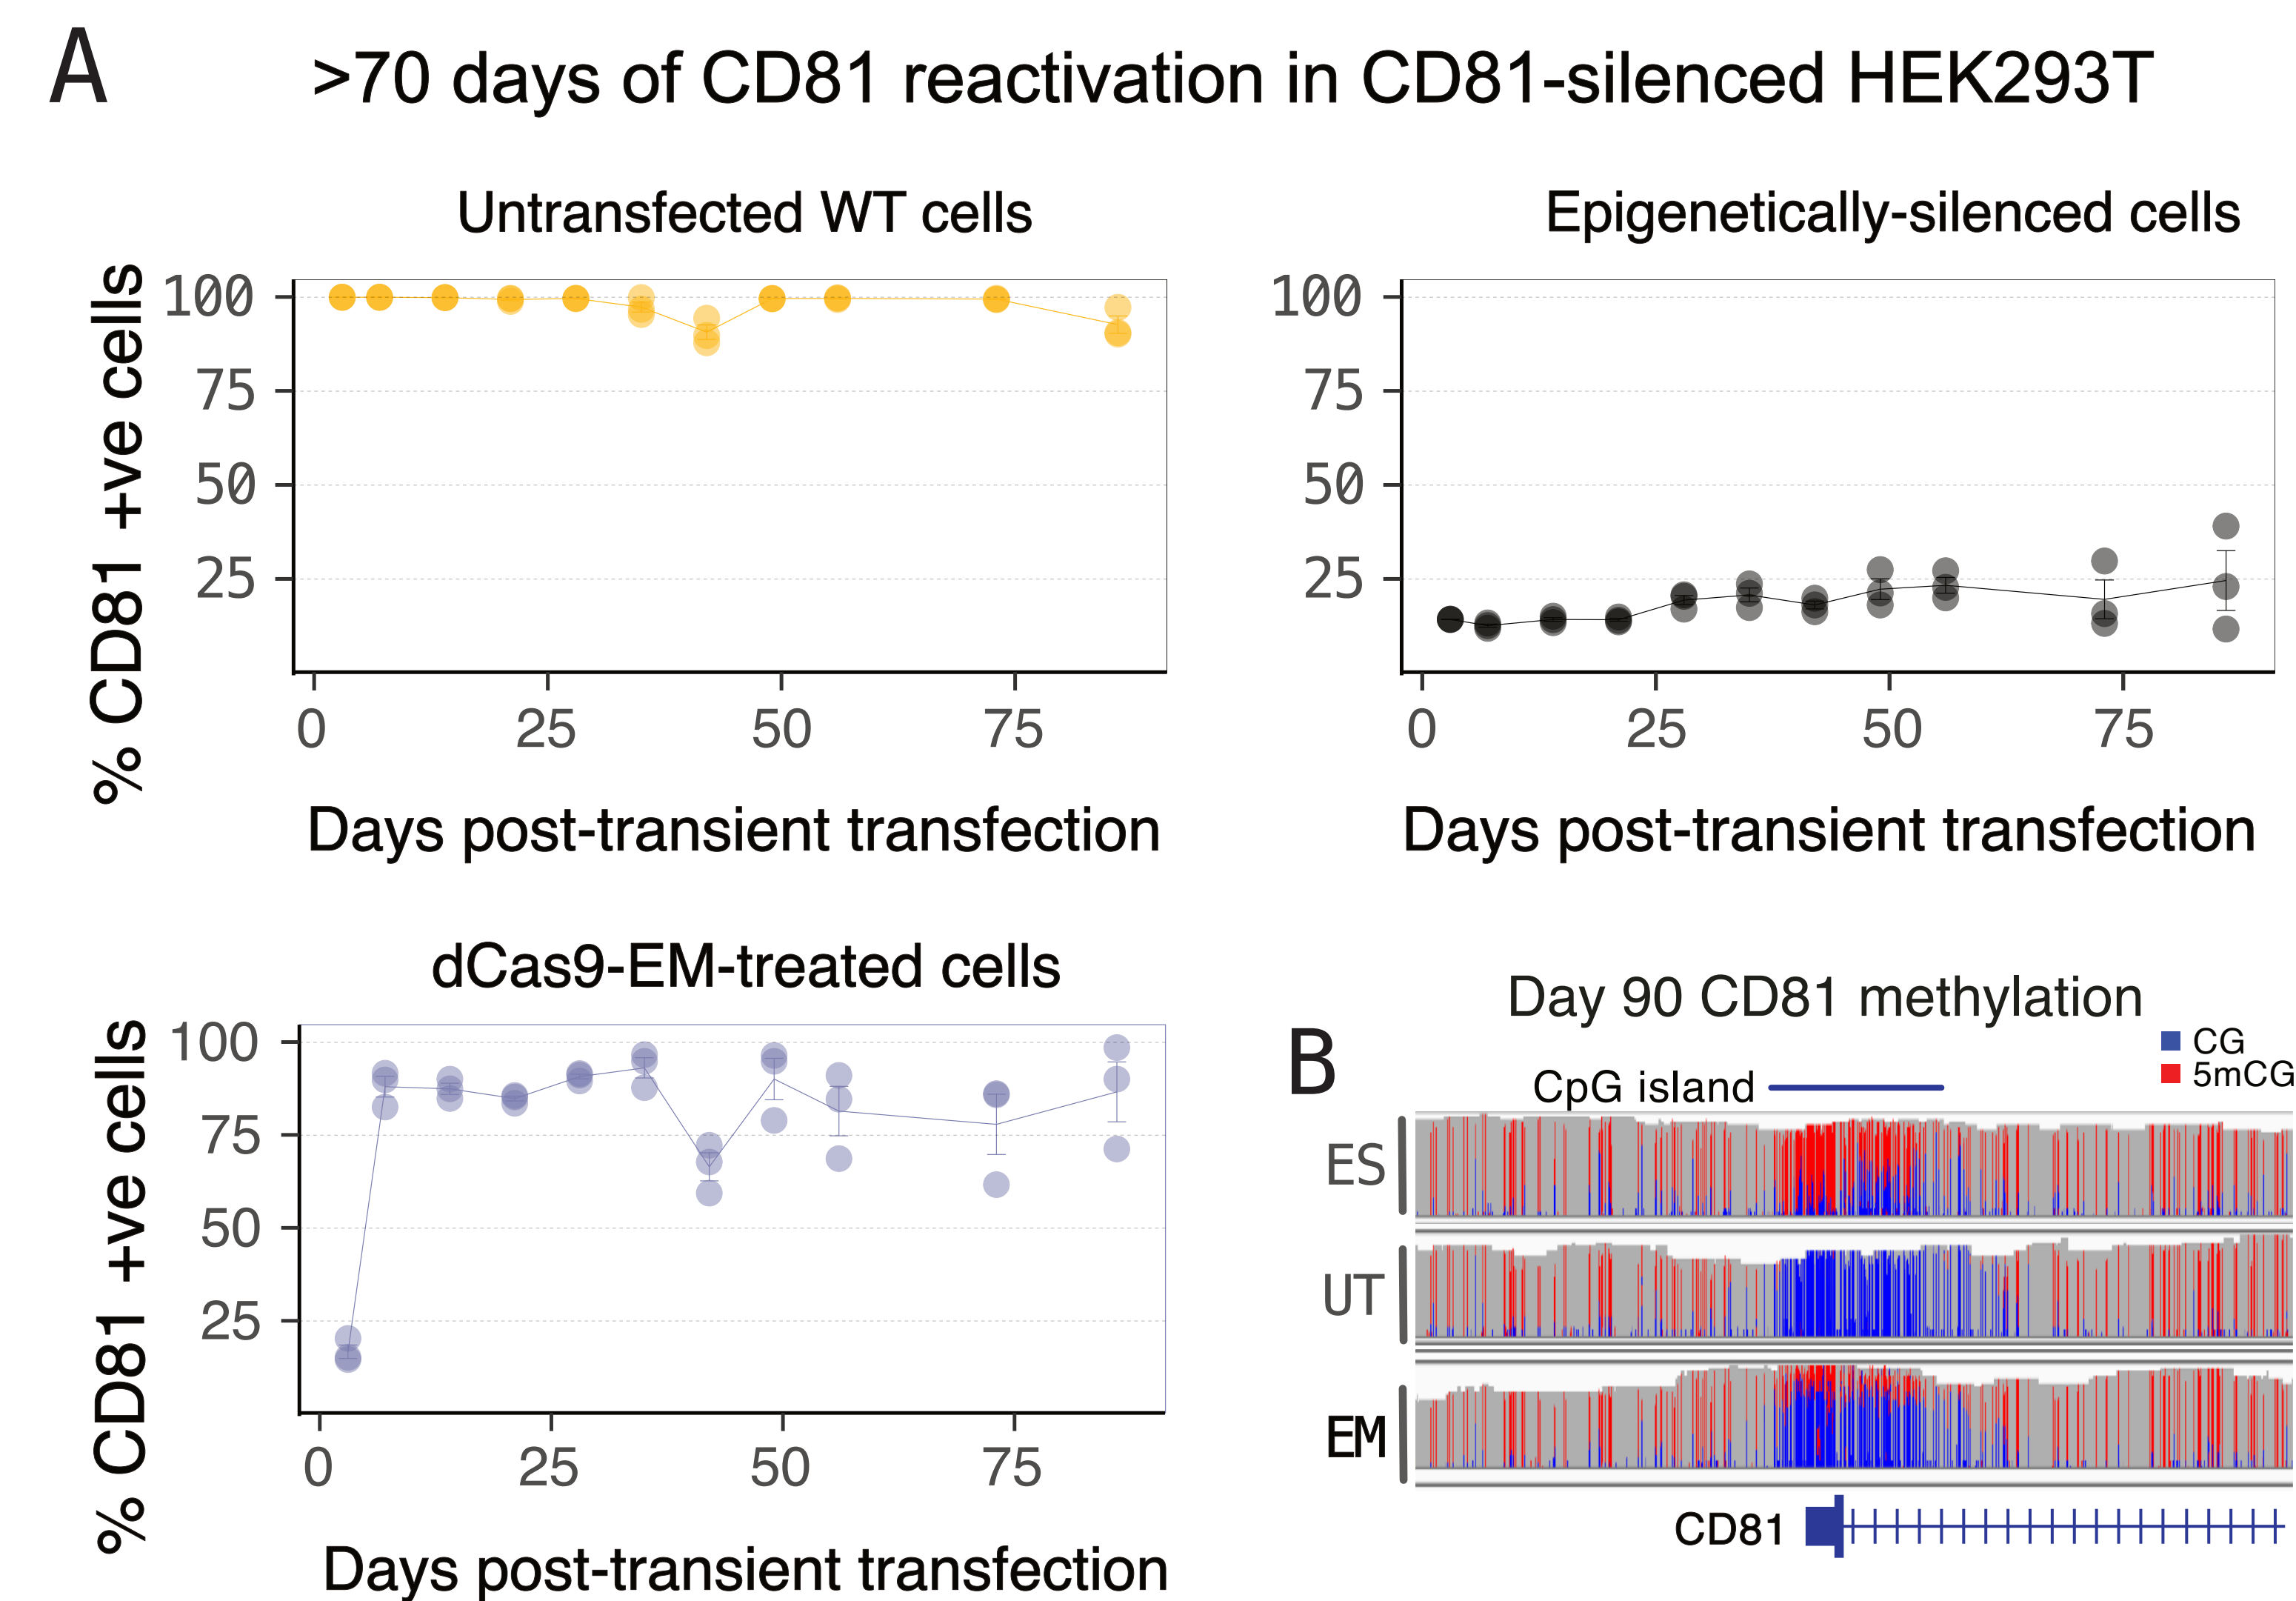 A
>70 days of CD81 reactivation in CD81-silenced HEK293T
Untransfected WT cells
% CD81 +ve cells
100
75
50
25
0 25 50 75
Days post-transient transfection
Epigenetically-silenced cells
100
75
50
25
0 25 50 75
Days post-transient transfection
dCas9-EM-treated cells
% CD81 +ve cells
100
75
50
25
0 25 50 75
Days post-transient transfection
B
Day 90 CD81 methylation
CG
5mCG
CpG island
ES
UT
EM
CD81